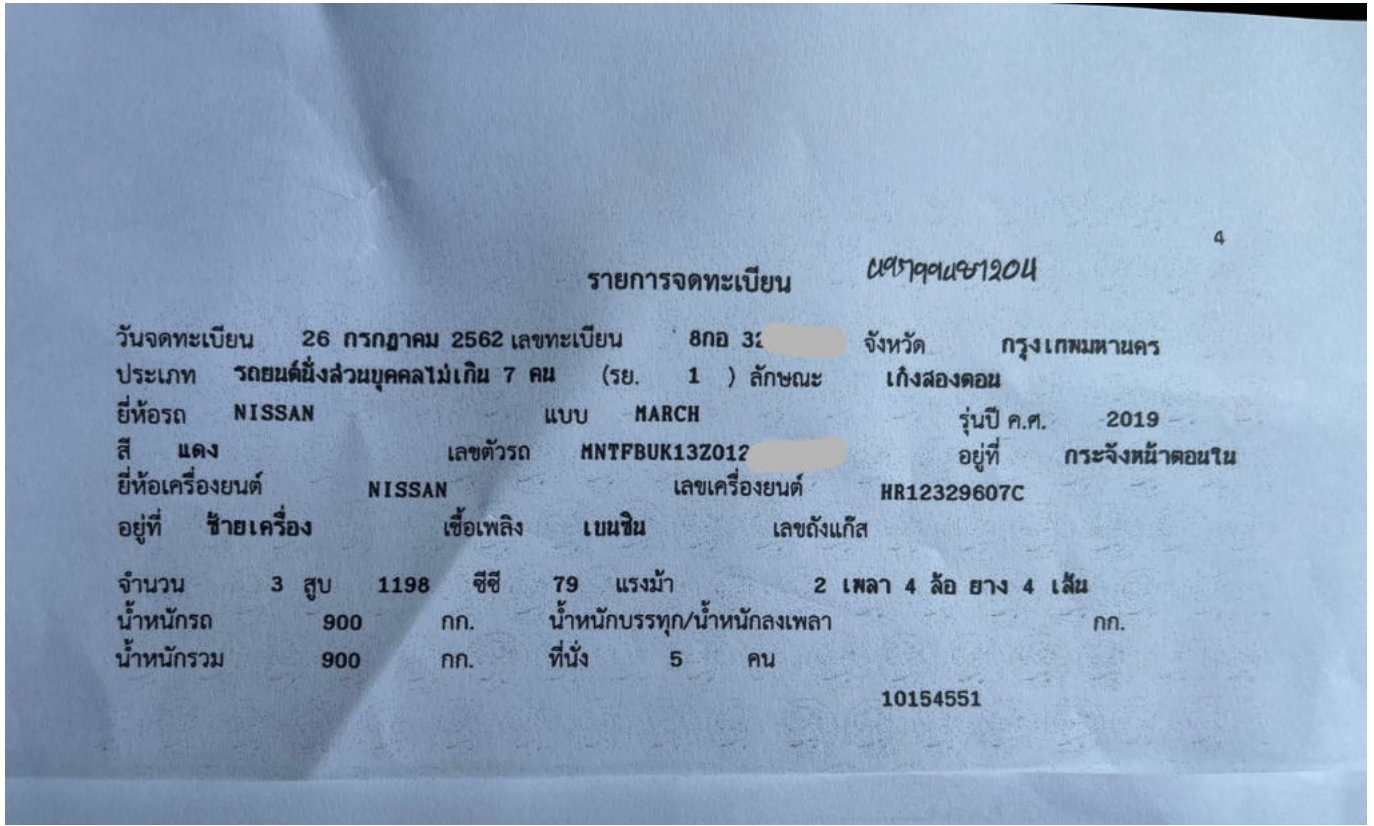 4
รายการจดทะเบียน
วันจดทะเบียน 26 กรกฎาคม 2562 เลขทะเบียน 8กอ 32 จังหวัด กรุงเทพมหานคร
ประเภท รถยนต์นั่งส่วนบุคคลไม่เกิน 7 คน (รย. 1 ) ลักษณะ เก๋งสองตอน
ยี่ห้อรถ NISSAN แบบ MARCH รุ่นปี ค.ศ. 2019
สี แดง เลขตัวรถ MNTFBUK13Z012 อยู่ที่ กระจังหน้าตอนใน
ยี่ห้อเครื่องยนต์ NISSAN เลขเครื่องยนต์ HR12329607C
อยู่ที่ ซ้ายเครื่อง เชื้อเพลิง เบนซิน เลขถังแก๊ส
จำนวน 3 สูบ 1198 ซีซี 79 แรงม้า 2 เพลา 4 ล้อ ยาง 4 เส้น
น้ำหนักรถ 900 กก. น้ำหนักบรรทุก/น้ำหนักลงเพลา กก.
น้ำหนักรวม 900 กก. ที่นั่ง 5 คน
10154551